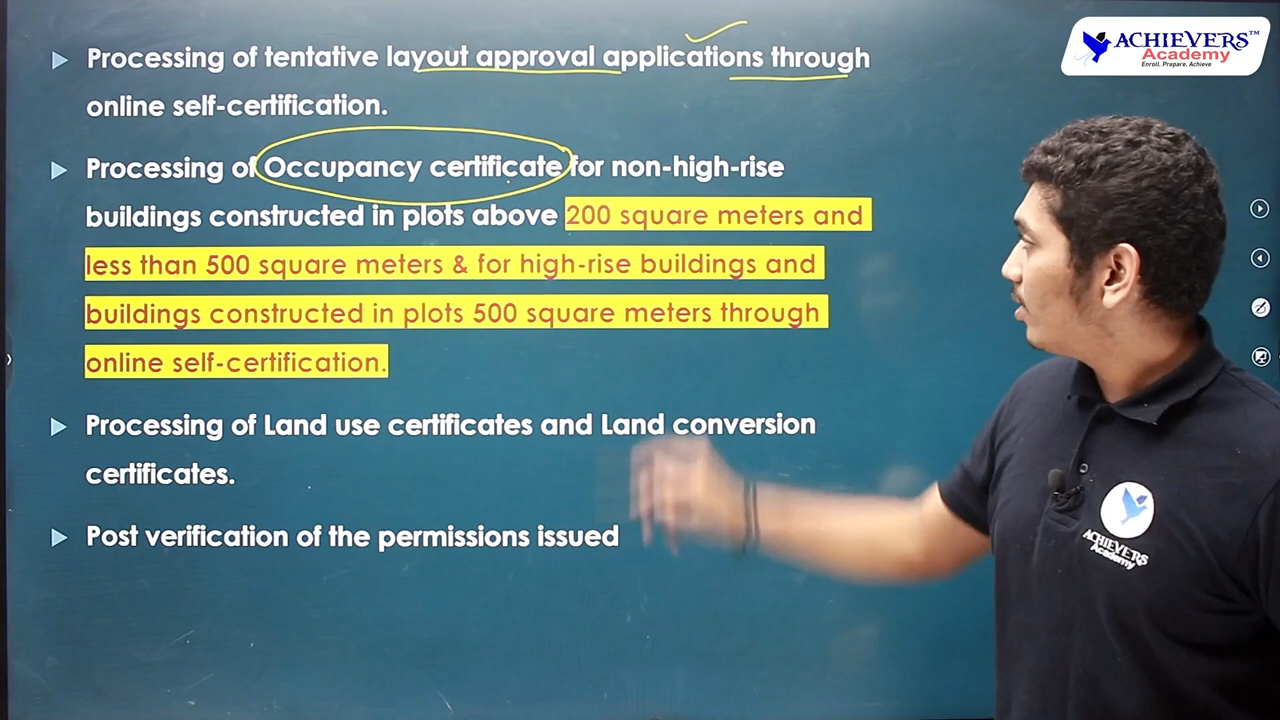 Processing of tentative layout approval applications through
online self-certification.
Processing of Occupancy certificate for non-high-rise
buildings constructed in plots above 200 square meters and
less than 500 square meters & for high-rise buildings and
buildings constructed in plots 500 square meters through
online self-certification.
Processing of Land use certificates and Land conversion
certificates.
Post verification of the permissions issued
ACHIEVERS™
Academy
Enroll. Prepare. Achieve
ACHIEVERS
Academy